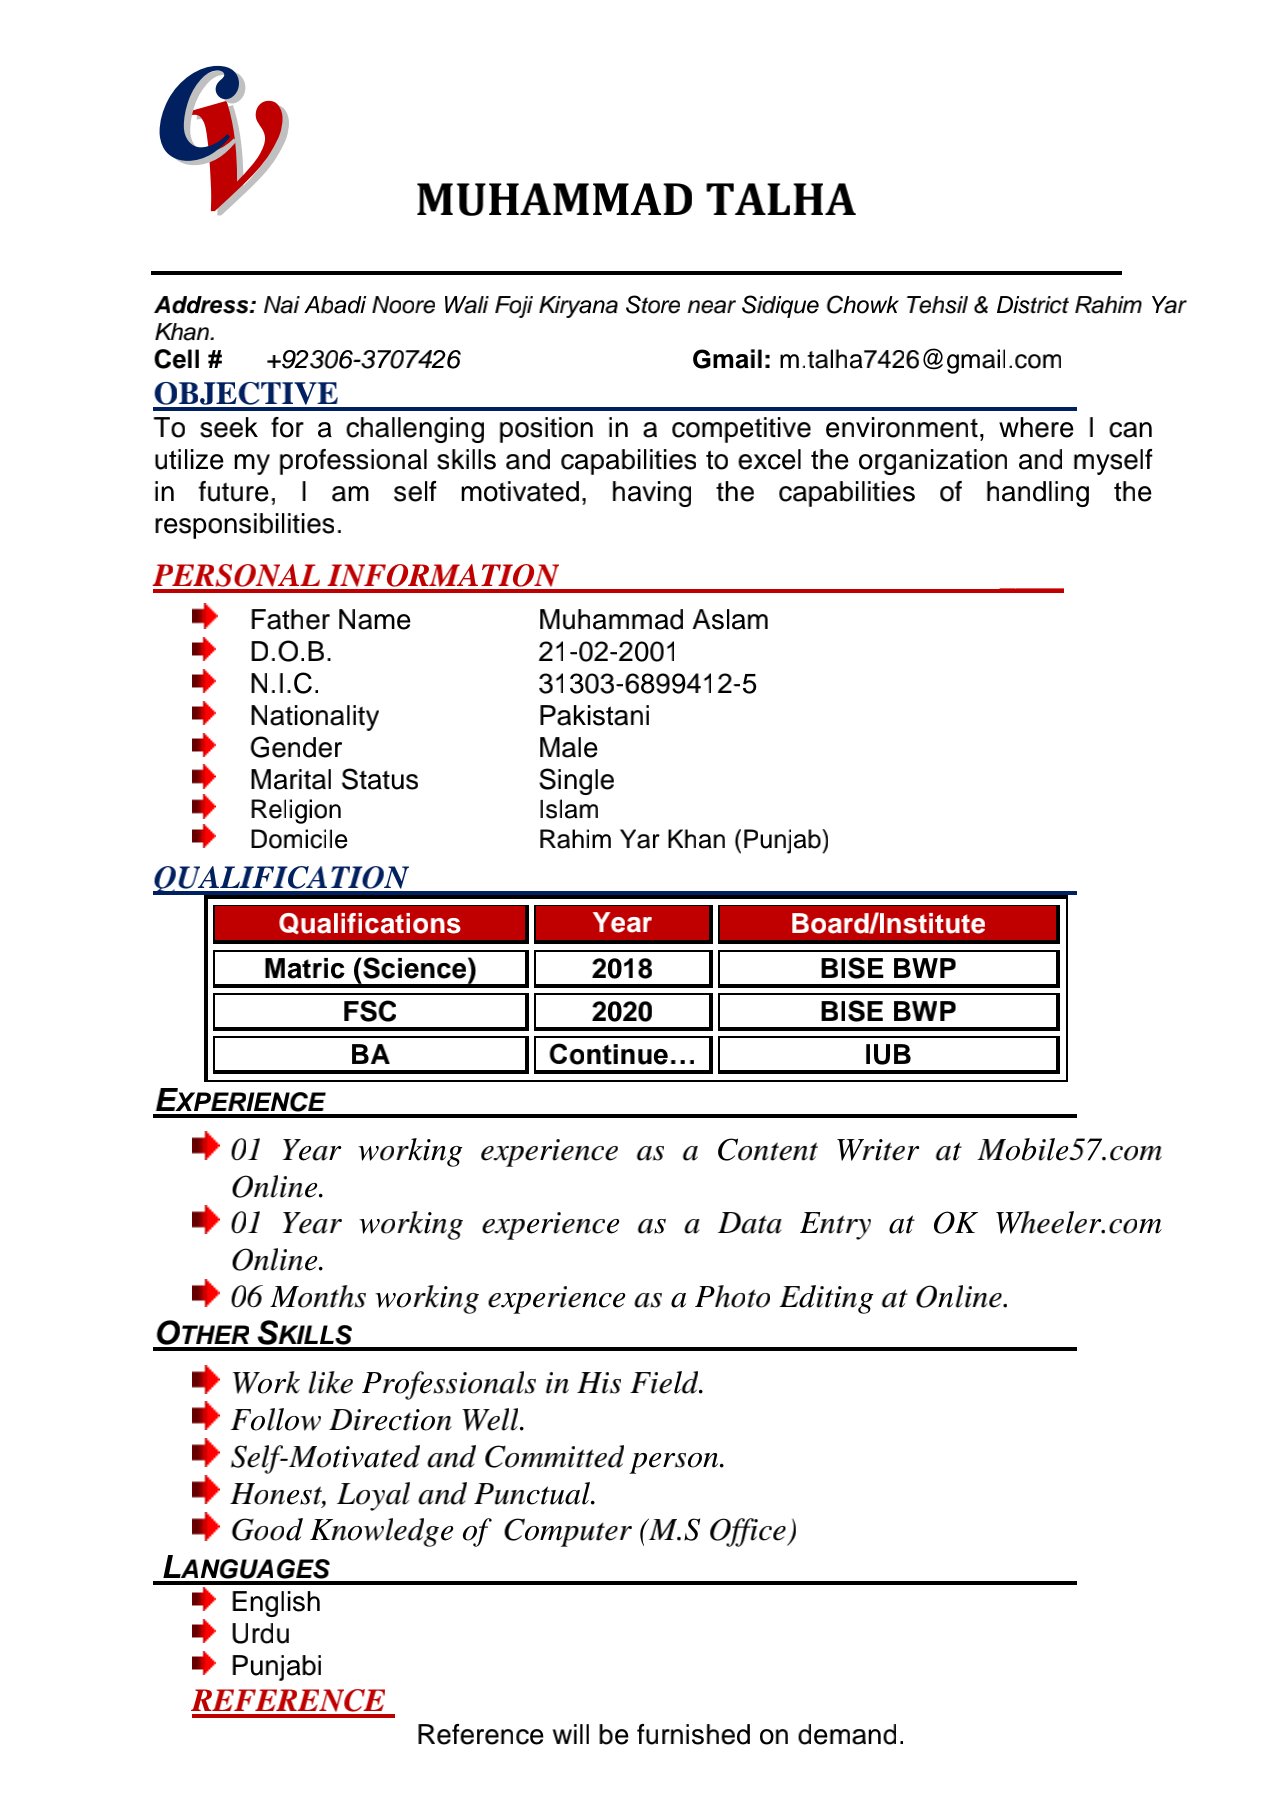 CV
MUHAMMAD TALHA
Address: Nai Abadi Noore Wali Foji Kiryana Store near Sidique Chowk Tehsil & District Rahim Yar
Khan.
Cell # +92306-3707426 Gmail: m.talha7426@gmail.com
OBJECTIVE
To seek for a challenging position in a competitive environment, where I can
utilize my professional skills and capabilities to excel the organization and myself
in future, I am self motivated, having the capabilities of handling the
responsibilities.
PERSONAL INFORMATION
Father Name Muhammad Aslam
D.O.B. 21-02-2001
N.I.C. 31303-6899412-5
Nationality Pakistani
Gender Male
Marital Status Single
Religion Islam
Domicile Rahim Yar Khan (Punjab)
QUALIFICATION
Qualifications Year Board/Institute
Matric (Science) 2018 BISE BWP
FSC 2020 BISE BWP
BA Continue… IUB
EXPERIENCE
01 Year working experience as a Content Writer at Mobile57.com
Online.
01 Year working experience as a Data Entry at OK Wheeler.com
Online.
06 Months working experience as a Photo Editing at Online.
OTHER SKILLS
Work like Professionals in His Field.
Follow Direction Well.
Self-Motivated and Committed person.
Honest, Loyal and Punctual.
Good Knowledge of Computer (M.S Office)
LANGUAGES
English
Urdu
Punjabi
REFERENCE
Reference will be furnished on demand.